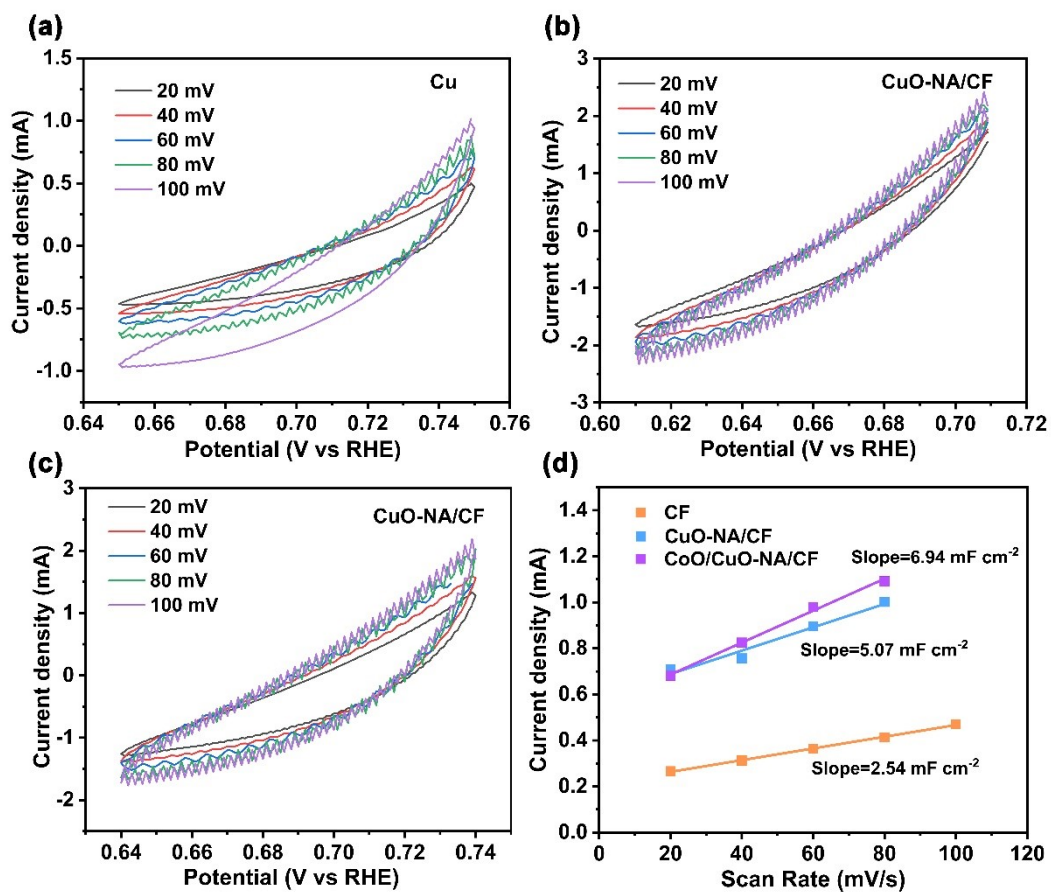 (a)
1.5
1.0
0.5
0.0
-0.5
-1.0
Current density (mA)
20 mV
40 mV
60 mV
80 mV
100 mV
Cu
0.64 0.66 0.68 0.70 0.72 0.74 0.76
Potential (V vs RHE)
(b)
3
2
1
0
-1
-2
-3
Current density (mA)
20 mV
40 mV
60 mV
80 mV
100 mV
CuO-NA/CF
0.60 0.62 0.64 0.66 0.68 0.70 0.72
Potential (V vs RHE)
(c)
3
2
1
0
-1
-2
Current density (mA)
20 mV
40 mV
60 mV
80 mV
100 mV
CuO-NA/CF
0.64 0.66 0.68 0.70 0.72 0.74
Potential (V vs RHE)
(d)
1.4
1.2
1.0
0.8
0.6
0.4
0.2
0.0
Current density (mA)
CF
CuO-NA/CF
CoO/CuO-NA/CF
Slope=6.94 mF cm⁻²
Slope=5.07 mF cm⁻²
Slope=2.54 mF cm⁻²
0 20 40 60 80 100 120
Scan Rate (mV/s)